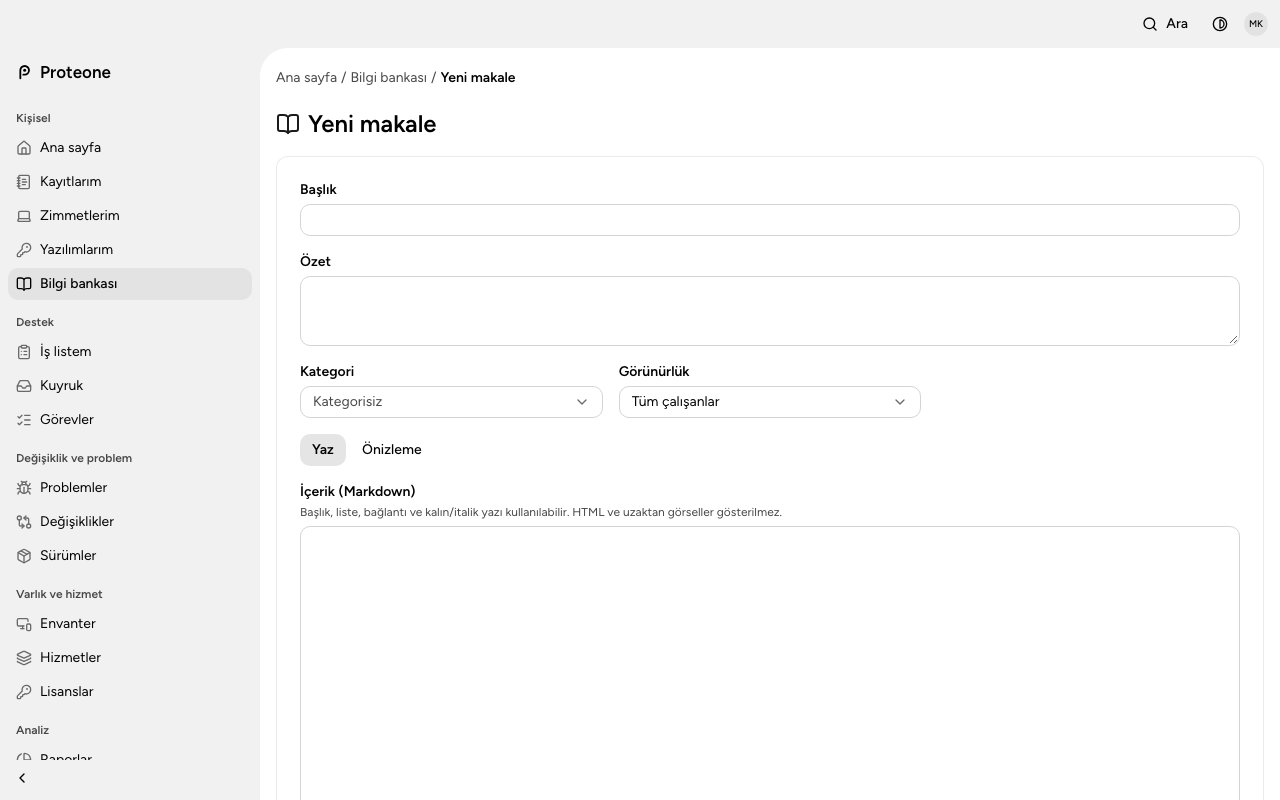 Ara
MK
Proteone
Kişisel
Ana sayfa
Kayıtlarım
Zimmetlerim
Yazılımlarım
Bilgi bankası
Destek
İş listem
Kuyruk
Görevler
Değişiklik ve problem
Problemler
Değişiklikler
Sürümler
Varlık ve hizmet
Envanter
Hizmetler
Lisanslar
Analiz
Raporlar
Ana sayfa / Bilgi bankası / Yeni makale
Yeni makale
Başlık
Özet
Kategori
Görünürlük
Kategorisiz
Tüm çalışanlar
Yaz
Önizleme
İçerik (Markdown)
Başlık, liste, bağlantı ve kalın/italik yazı kullanılabilir. HTML ve uzaktan görseller gösterilmez.